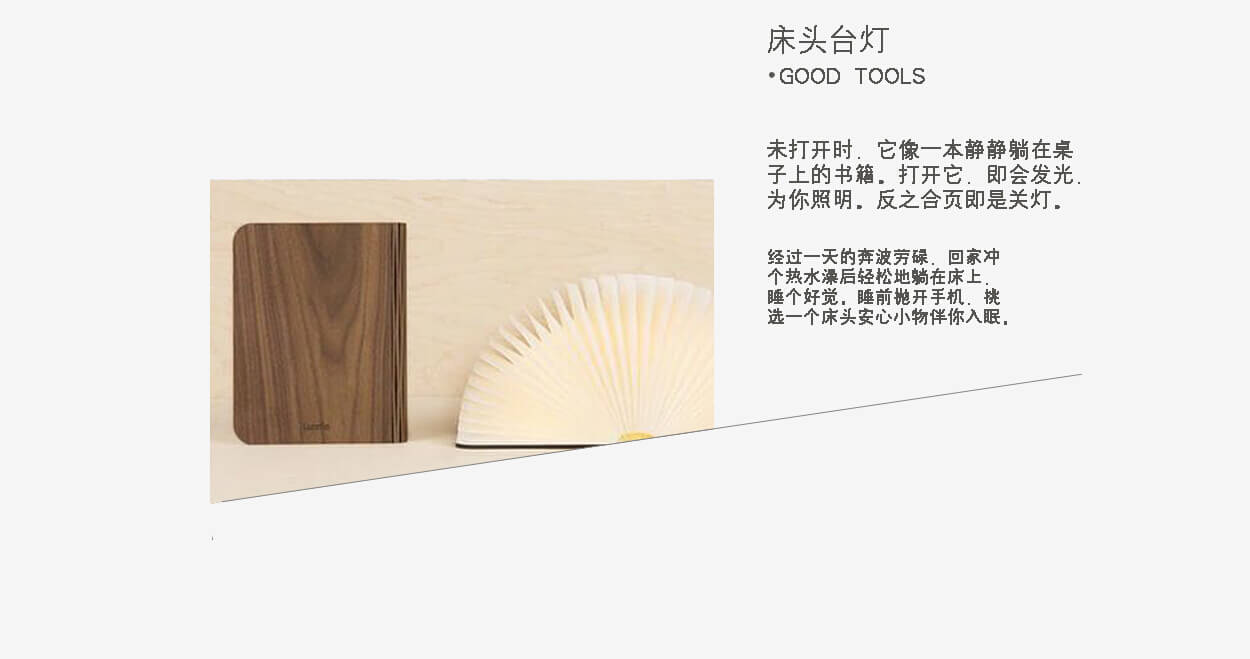 床头台灯
•GOOD TOOLS
未打开时，它像一本静静躺在桌
子上的书籍。打开它，即会发光，
为你照明。反之合页即是关灯。
经过一天的奔波劳碌，回家冲
个热水澡后轻松地躺在床上，
睡个好觉。睡前抛开手机，挑
选一个床头安心小物伴你入眠。